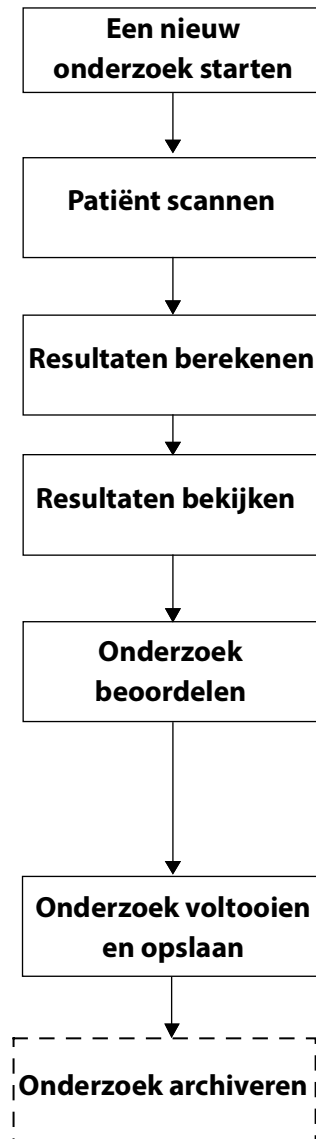 Een nieuw
onderzoek starten
Patiënt scannen
Resultaten berekenen
Resultaten bekijken
Onderzoek
beoordelen
Onderzoek voltooien
en opslaan
Onderzoek archiveren